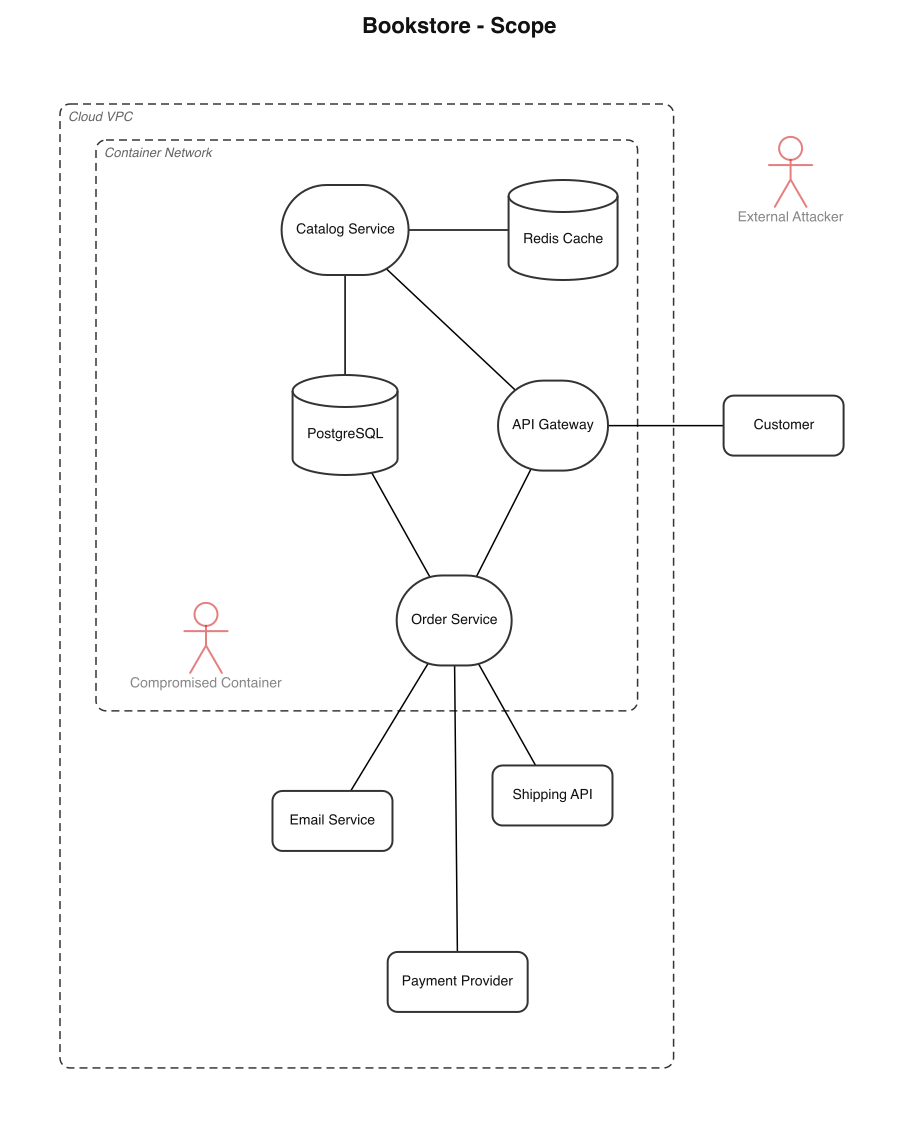 Bookstore - Scope
Cloud VPC
Container Network
Catalog Service
Redis Cache
External Attacker
PostgreSQL
API Gateway
Customer
Order Service
Compromised Container
Email Service
Shipping API
Payment Provider